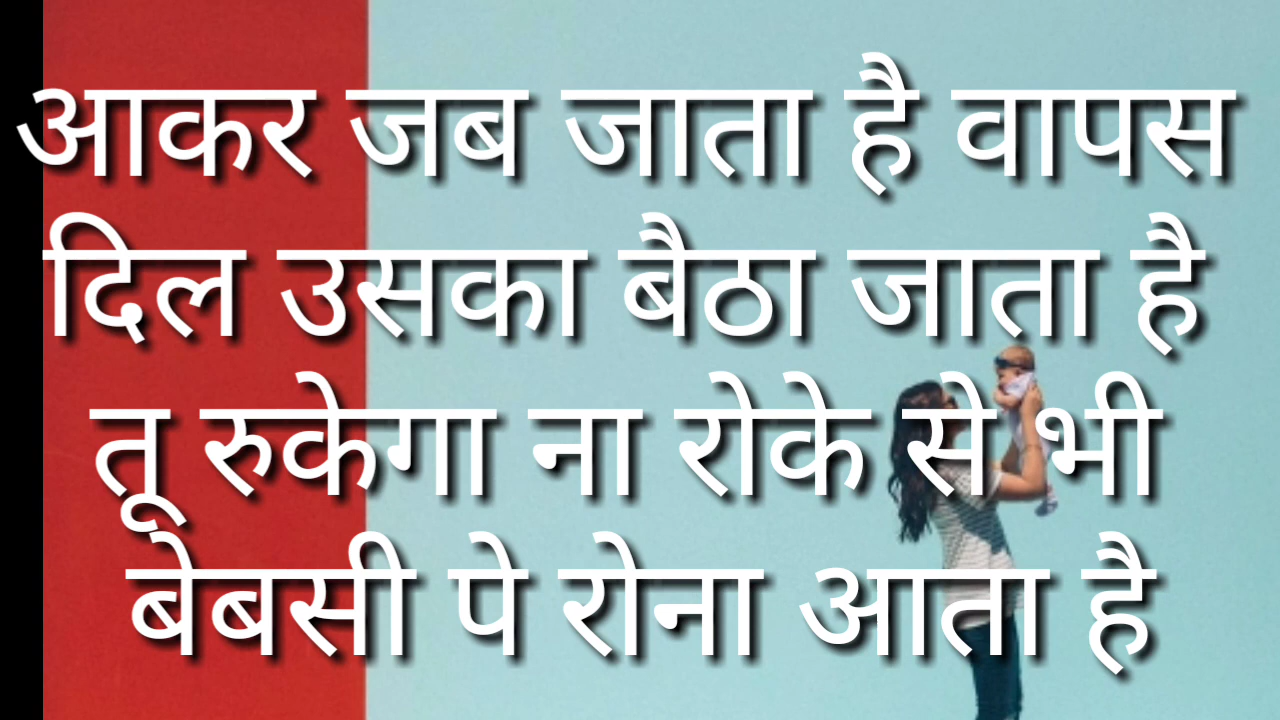 आकर जब जाता है वापस
दिल उसका बैठा जाता है
तू रुकेगा ना रोके से भी
बेबसी पे रोना आता है